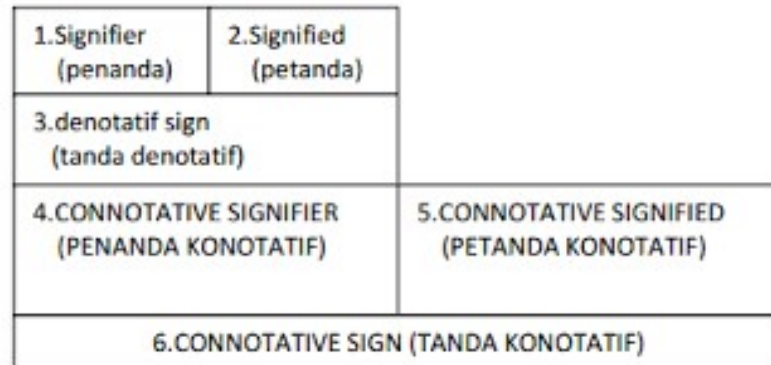 1.Signifier
(penanda)
2.Signified
(petanda)
3.denotatif sign
(tanda denotatif)
4.CONNOTATIVE SIGNIFIER
(PENANDA KONOTATIF)
5.CONNOTATIVE SIGNIFIED
(PETANDA KONOTATIF)
6.CONNOTATIVE SIGN (TANDA KONOTATIF)